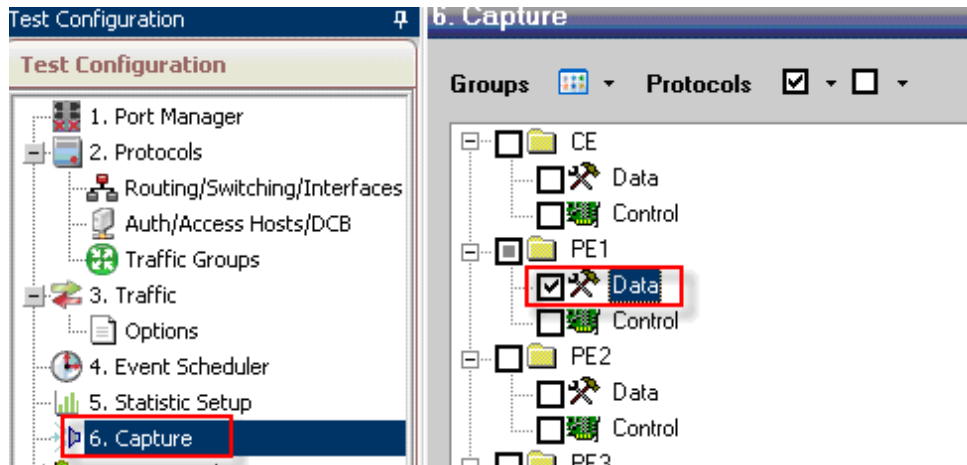 Test Configuration
Test Configuration
1. Port Manager
2. Protocols
Routing/Switching/Interfaces
Auth/Access Hosts/DCB
Traffic Groups
3. Traffic
Options
4. Event Scheduler
5. Statistic Setup
6. Capture
6. Capture
Groups Protocols
CE
Data
Control
PE1
Data
Control
PE2
Data
Control
PE3